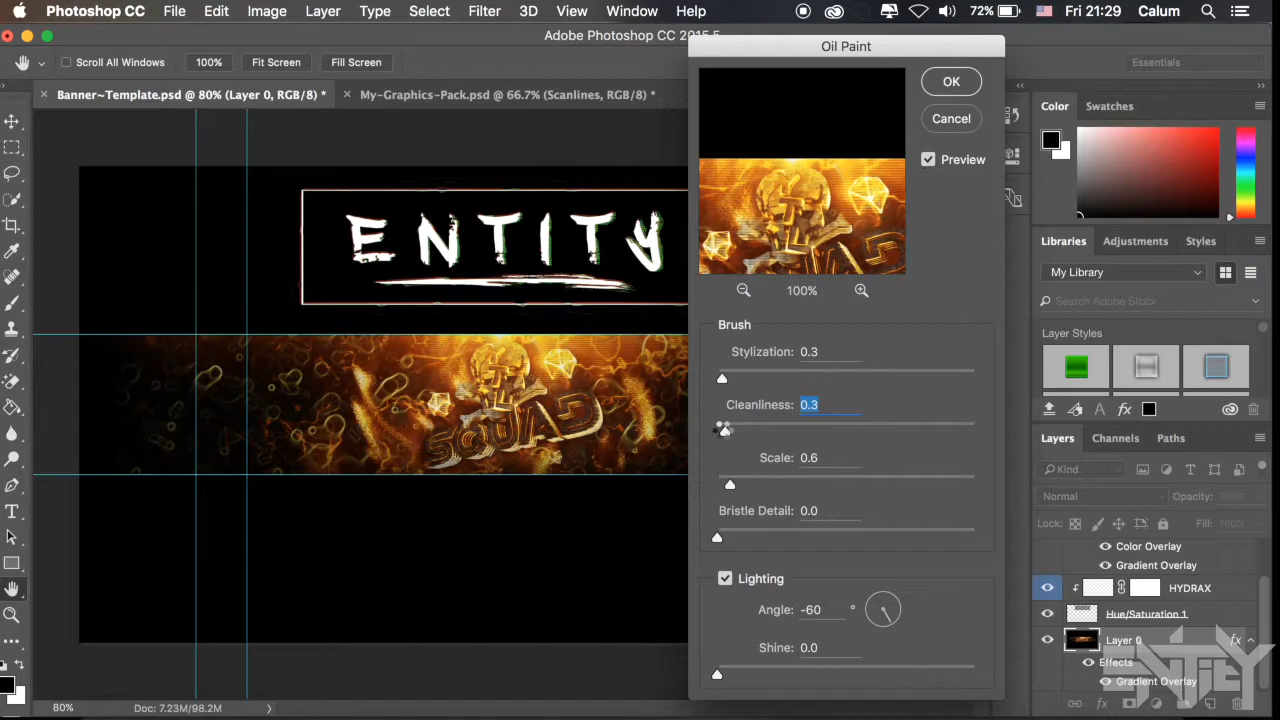 Photoshop CC File Edit Image Layer Type Select Filter 3D View Window Help 72% Fri 21:29 Calum
Adobe Photoshop CC 2015.5
Scroll All Windows 100% Fit Screen Fill Screen Essentials
Banner~Template.psd @ 80% (Layer 0, RGB/8) * My-Graphics-Pack.psd @ 66.7% (Scanlines, RGB/8) *
Oil Paint
OK
Cancel
Preview
100%
Brush
Stylization: 0.3
Cleanliness: 0.3
Scale: 0.6
Bristle Detail: 0.0
Lighting
Angle: -60 °
Shine: 0.0
ENTITY
SQUAD
Color Swatches
Libraries Adjustments Styles
My Library
Search Adobe Stock
Layer Styles
Layers Channels Paths
Kind
Normal Opacity:
Lock: Fill: 100%
Color Overlay
Gradient Overlay
HYDRAX
Hue/Saturation 1
Layer 0 fx
Effects
Gradient Overlay
ENTITY
80% Doc: 7.23M/98.2M